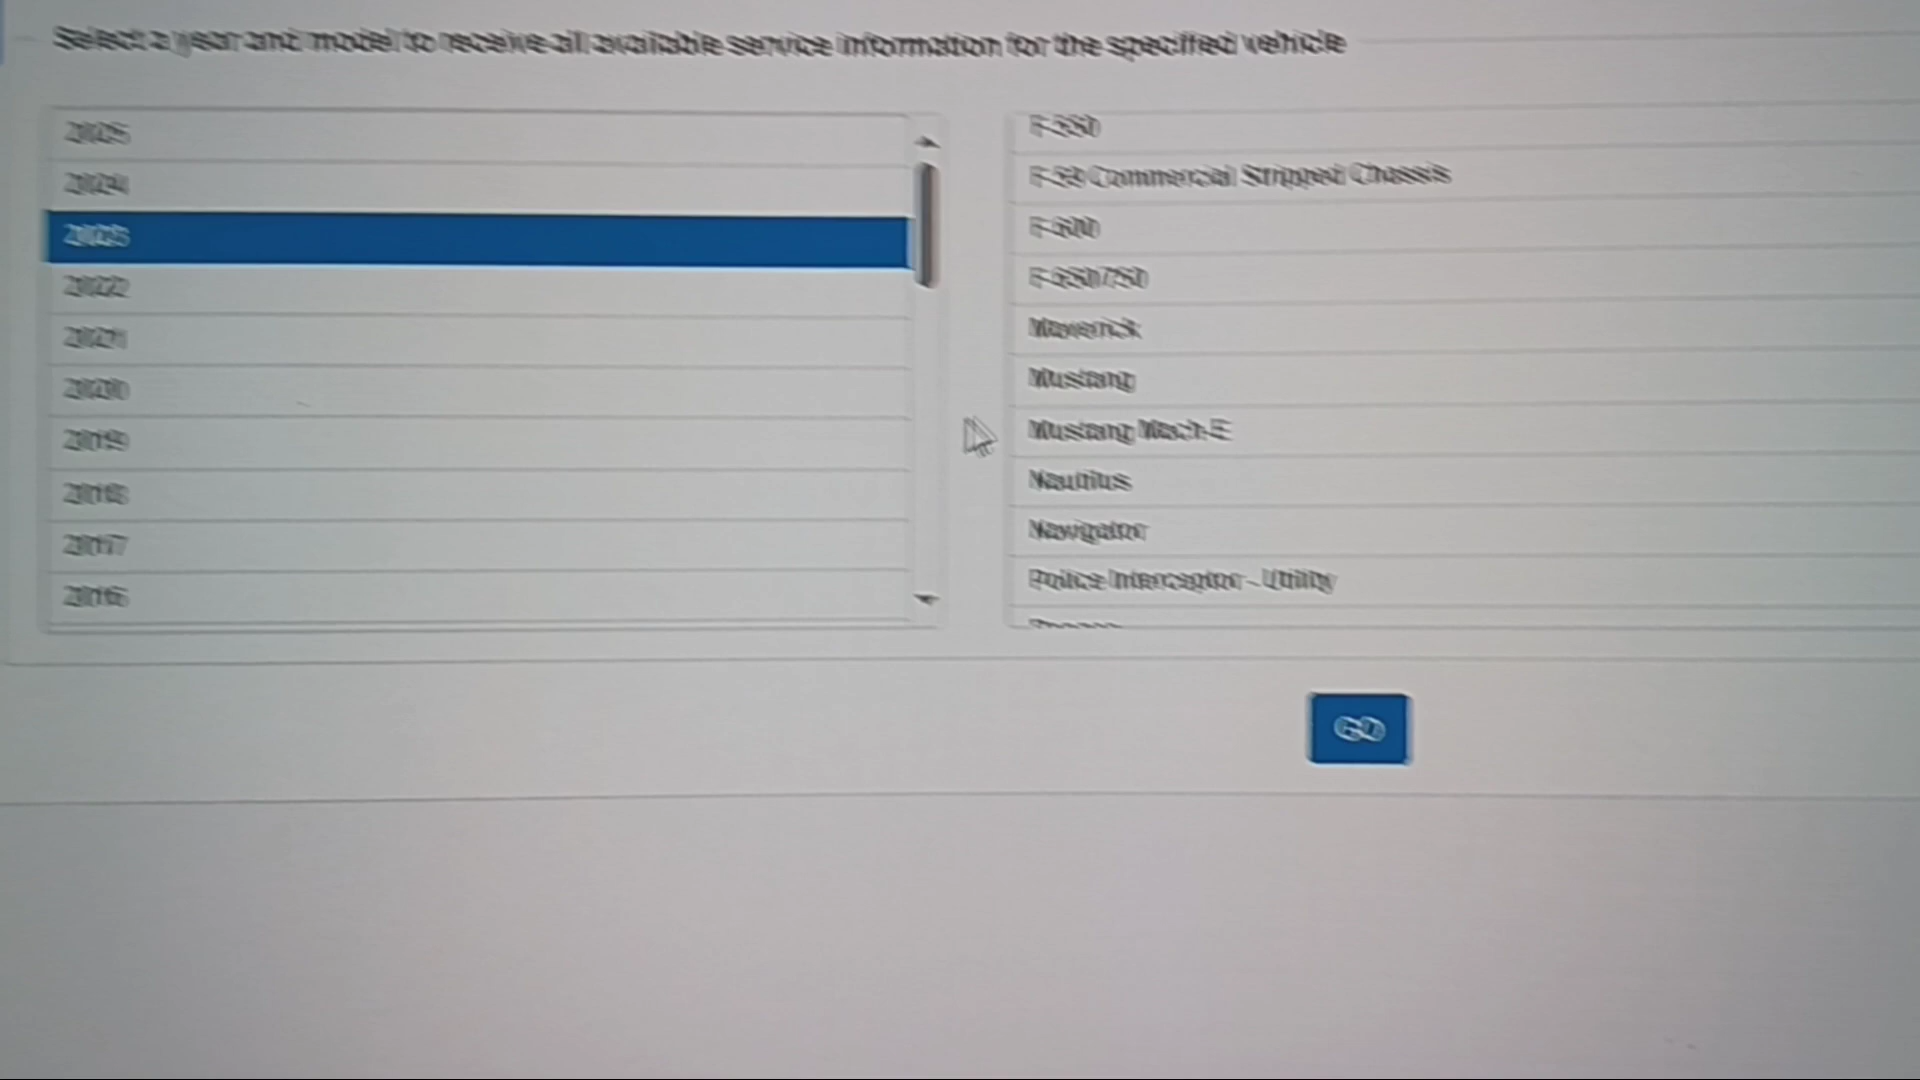 Select a year and model to receive all available service information for the specified vehicle
2025
2024
2023
2022
2021
2020
2019
2018
2017
2016
F-550
F-59 Commercial Stripped Chassis
F-600
F-650/750
Maverick
Mustang
Mustang Mach-E
Nautilus
Navigator
Police Interceptor - Utility
GO